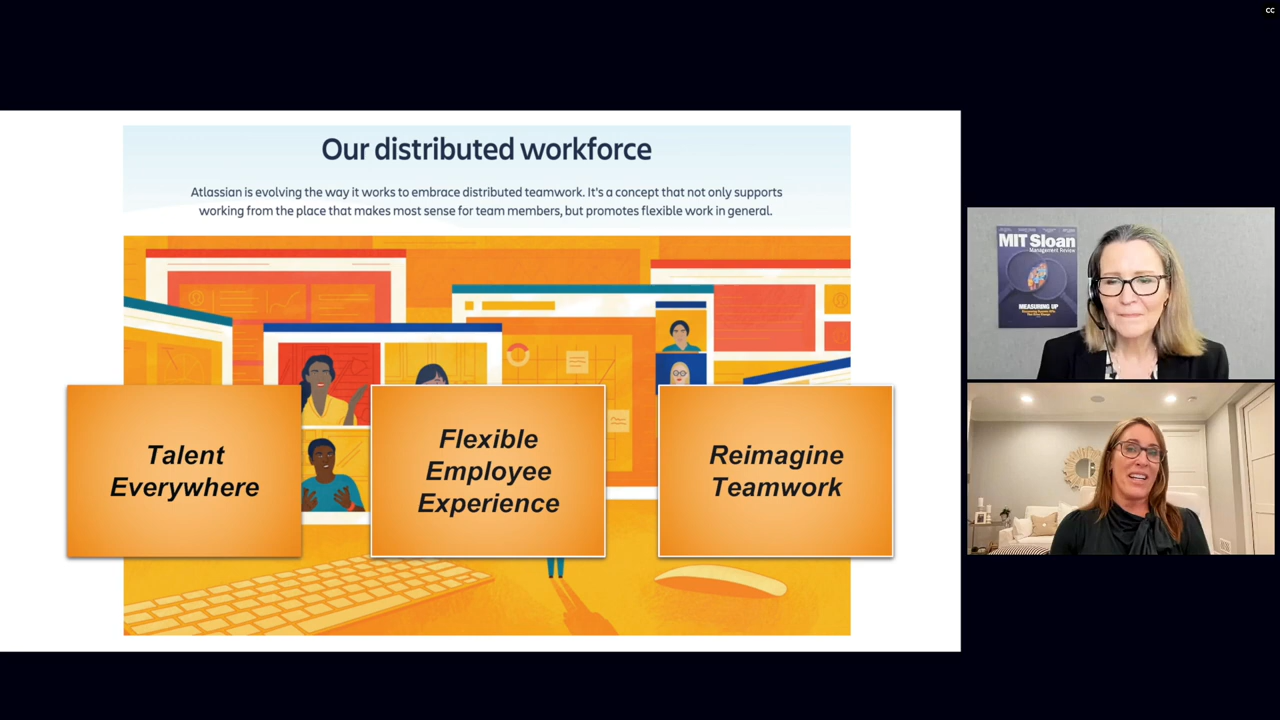 CC
Our distributed workforce
Atlassian is evolving the way it works to embrace distributed teamwork. It's a concept that not only supports
working from the place that makes most sense for team members, but promotes flexible work in general.
Talent
Everywhere
Flexible
Employee
Experience
Reimagine
Teamwork
MIT Sloan
Management Review
MEASURING UP